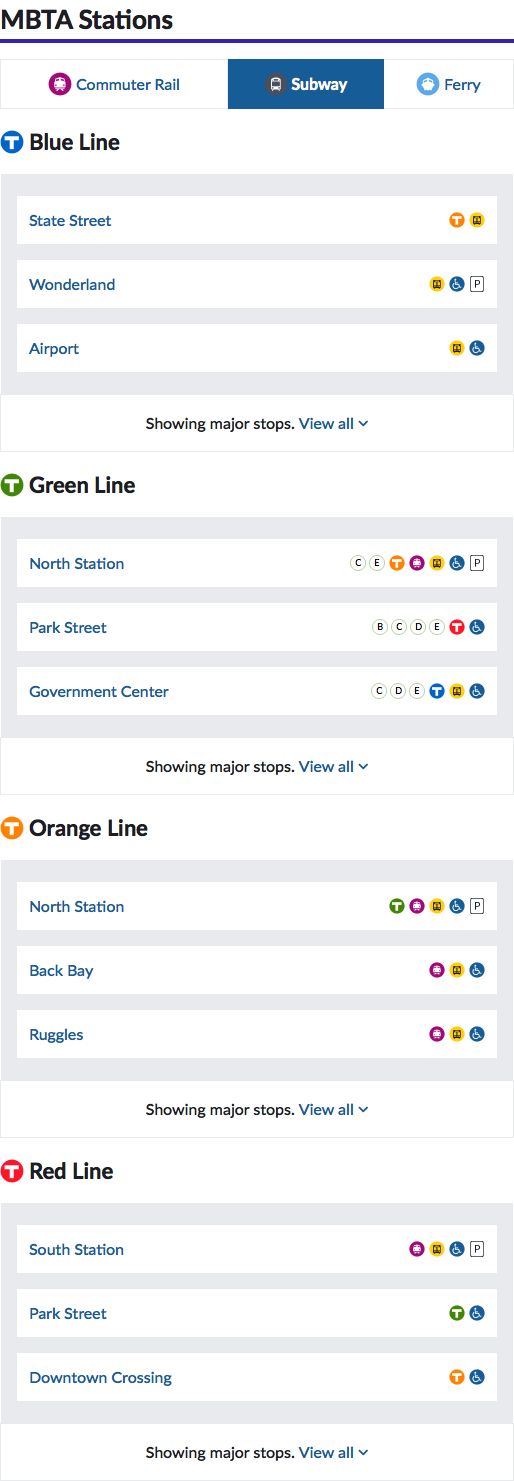 MBTA Stations
Commuter Rail Subway Ferry
T Blue Line
State Street T
Wonderland P
Airport
Showing major stops. View all
T Green Line
North Station C E T P
Park Street B C D E T
Government Center C D E T
Showing major stops. View all
T Orange Line
North Station T P
Back Bay
Ruggles
Showing major stops. View all
T Red Line
South Station P
Park Street T
Downtown Crossing T
Showing major stops. View all